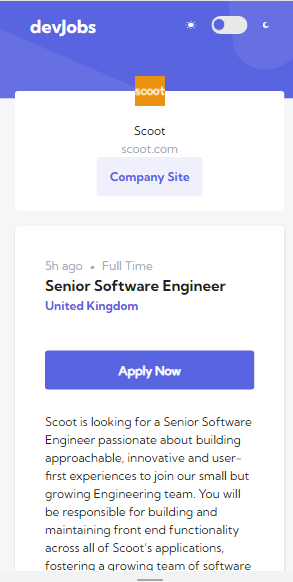 devJobs
scoot
Scoot
scoot.com
Company Site
5h ago • Full Time
Senior Software Engineer
United Kingdom
Apply Now
Scoot is looking for a Senior Software
Engineer passionate about building
approachable, innovative and user-
first experiences to join our small but
growing Engineering team. You will
be responsible for building and
maintaining front end functionality
across all of Scoot's applications,
fostering a growing team of software